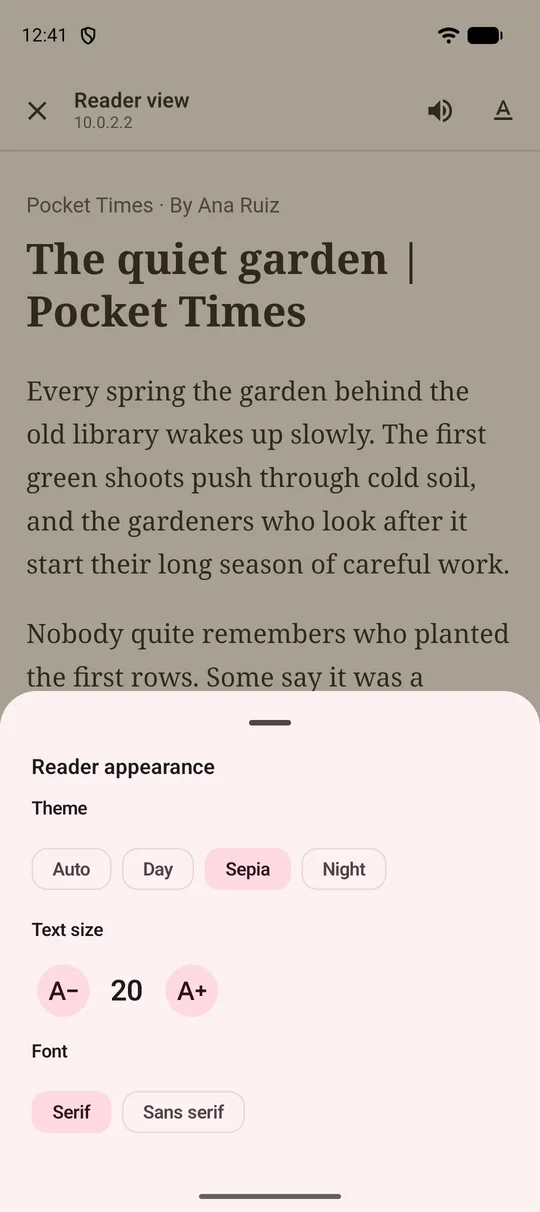 12:41
Reader view
10.0.2.2
A
Pocket Times · By Ana Ruiz
The quiet garden |
Pocket Times
Every spring the garden behind the
old library wakes up slowly. The first
green shoots push through cold soil,
and the gardeners who look after it
start their long season of careful work.
Nobody quite remembers who planted
the first rows. Some say it was a
Reader appearance
Theme
Auto Day Sepia Night
Text size
A− 20 A+
Font
Serif Sans serif